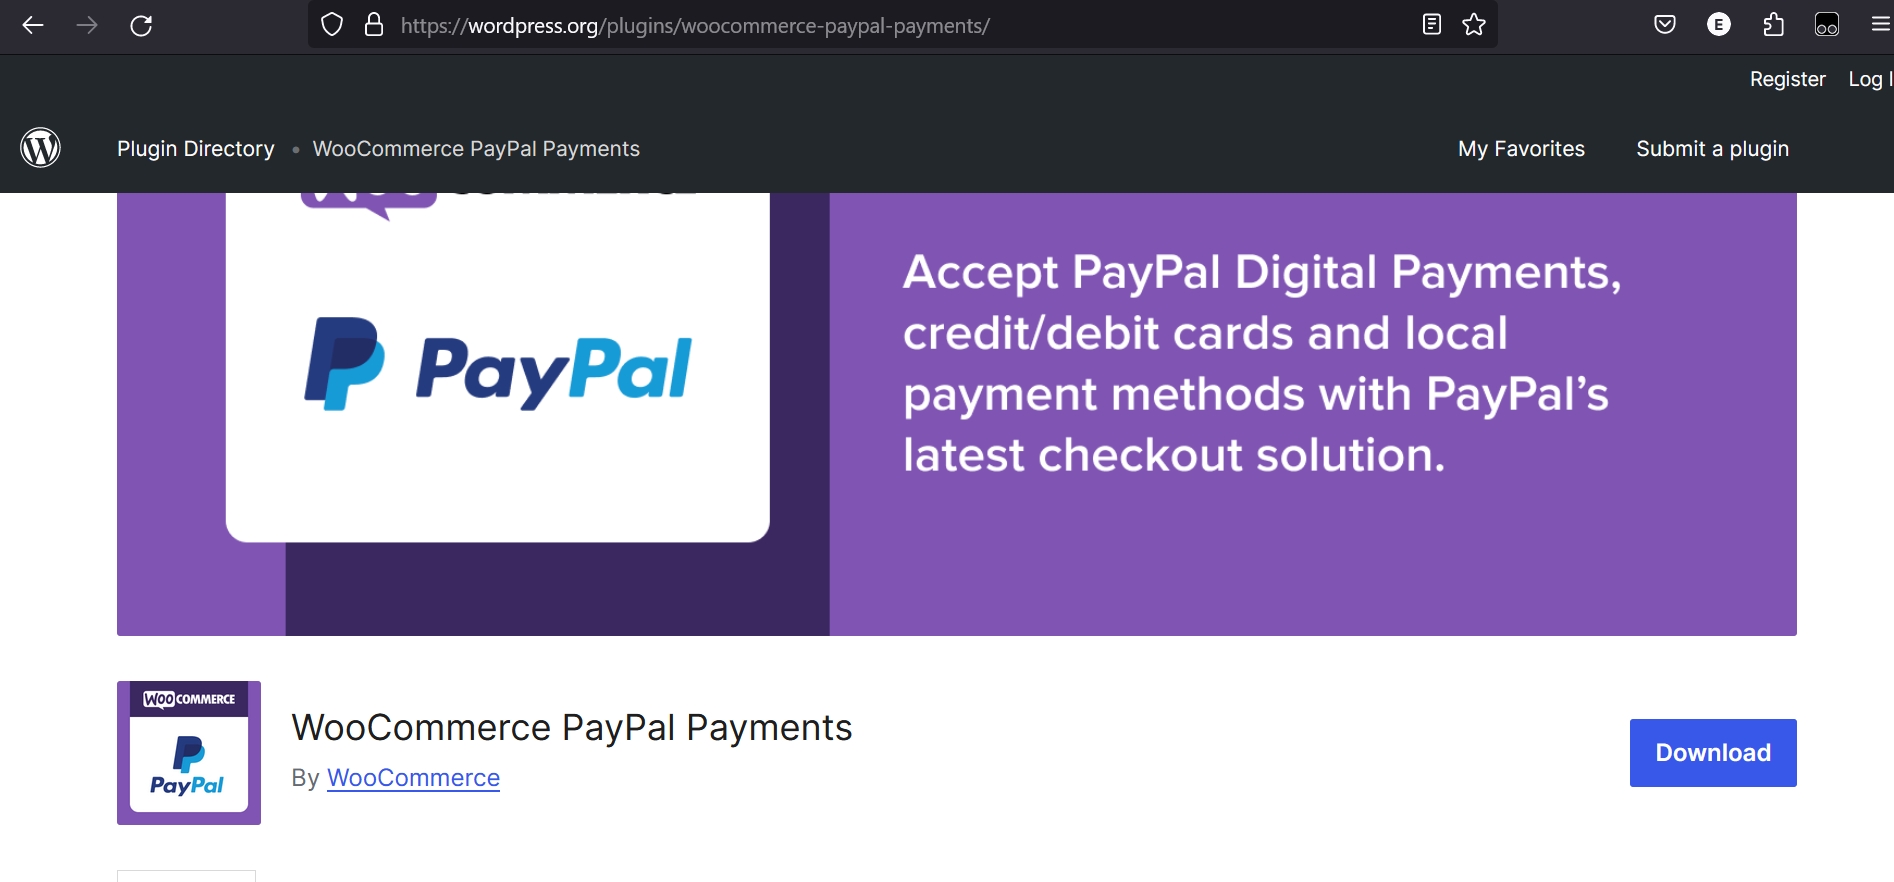 https://wordpress.org/plugins/woocommerce-paypal-payments/
E
Register Log
Plugin Directory • WooCommerce PayPal Payments
My Favorites Submit a plugin
PayPal
Accept PayPal Digital Payments,
credit/debit cards and local
payment methods with PayPal’s
latest checkout solution.
WOO COMMERCE
PayPal
WooCommerce PayPal Payments
By WooCommerce
Download